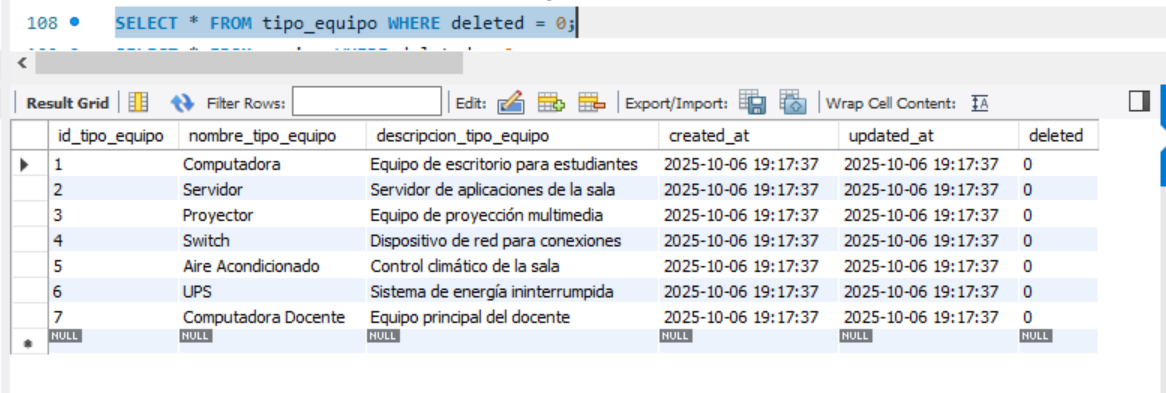 108 SELECT * FROM tipo_equipo WHERE deleted = 0;
Result Grid Filter Rows: Edit: Export/Import: Wrap Cell Content: IA
id_tipo_equipo nombre_tipo_equipo descripcion_tipo_equipo created_at updated_at deleted
1 Computadora Equipo de escritorio para estudiantes 2025-10-06 19:17:37 2025-10-06 19:17:37 0
2 Servidor Servidor de aplicaciones de la sala 2025-10-06 19:17:37 2025-10-06 19:17:37 0
3 Proyector Equipo de proyección multimedia 2025-10-06 19:17:37 2025-10-06 19:17:37 0
4 Switch Dispositivo de red para conexiones 2025-10-06 19:17:37 2025-10-06 19:17:37 0
5 Aire Acondicionado Control climático de la sala 2025-10-06 19:17:37 2025-10-06 19:17:37 0
6 UPS Sistema de energía ininterrumpida 2025-10-06 19:17:37 2025-10-06 19:17:37 0
7 Computadora Docente Equipo principal del docente 2025-10-06 19:17:37 2025-10-06 19:17:37 0
NULL NULL NULL NULL NULL NULL